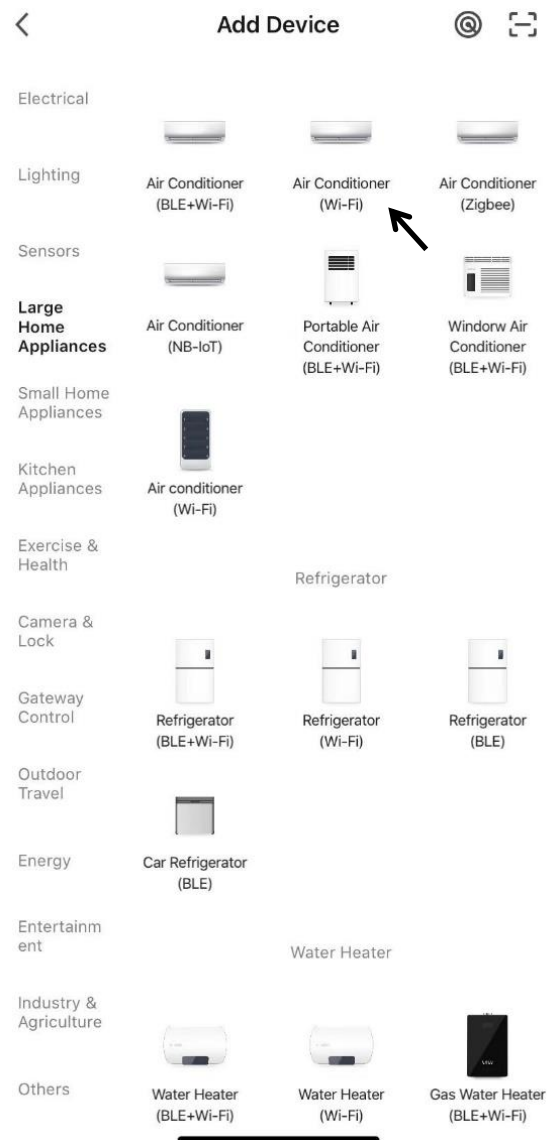 Add Device
Electrical
Lighting
Sensors
Large
Home
Appliances
Small Home
Appliances
Kitchen
Appliances
Exercise &
Health
Camera &
Lock
Gateway
Control
Outdoor
Travel
Energy
Entertainm
ent
Industry &
Agriculture
Others
Air Conditioner
(BLE+Wi-Fi)
Air Conditioner
(Wi-Fi)
Air Conditioner
(Zigbee)
Air Conditioner
(NB-IoT)
Portable Air
Conditioner
(BLE+Wi-Fi)
Windorw Air
Conditioner
(BLE+Wi-Fi)
Air conditioner
(Wi-Fi)
Refrigerator
Refrigerator
(BLE+Wi-Fi)
Refrigerator
(Wi-Fi)
Refrigerator
(BLE)
Car Refrigerator
(BLE)
Water Heater
Water Heater
(BLE+Wi-Fi)
Water Heater
(Wi-Fi)
Gas Water Heater
(BLE+Wi-Fi)